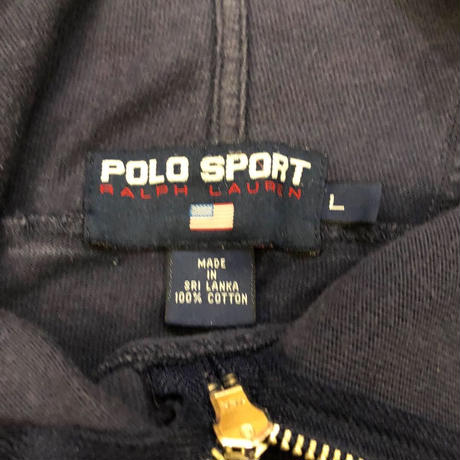 POLO SPORT
RALPH LAUREN
L
MADE
IN
SRI LANKA
100% COTTON